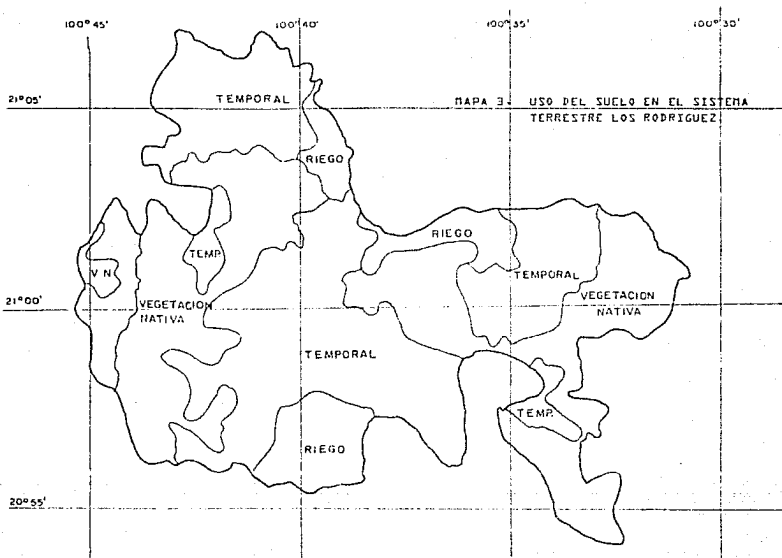 100°45'
100°40'
100°35'
100°30'
21°05'
TEMPORAL
MAPA 3. USO DEL SUELO EN EL SISTEMA
TERRESTRE LOS RODRIGUEZ
RIEGO
RIEGO
TEMP.
V N
TEMPORAL
21°00'
VEGETACION
NATIVA
VEGETACION
NATIVA
TEMPORAL
TEMP.
RIEGO
20°55'